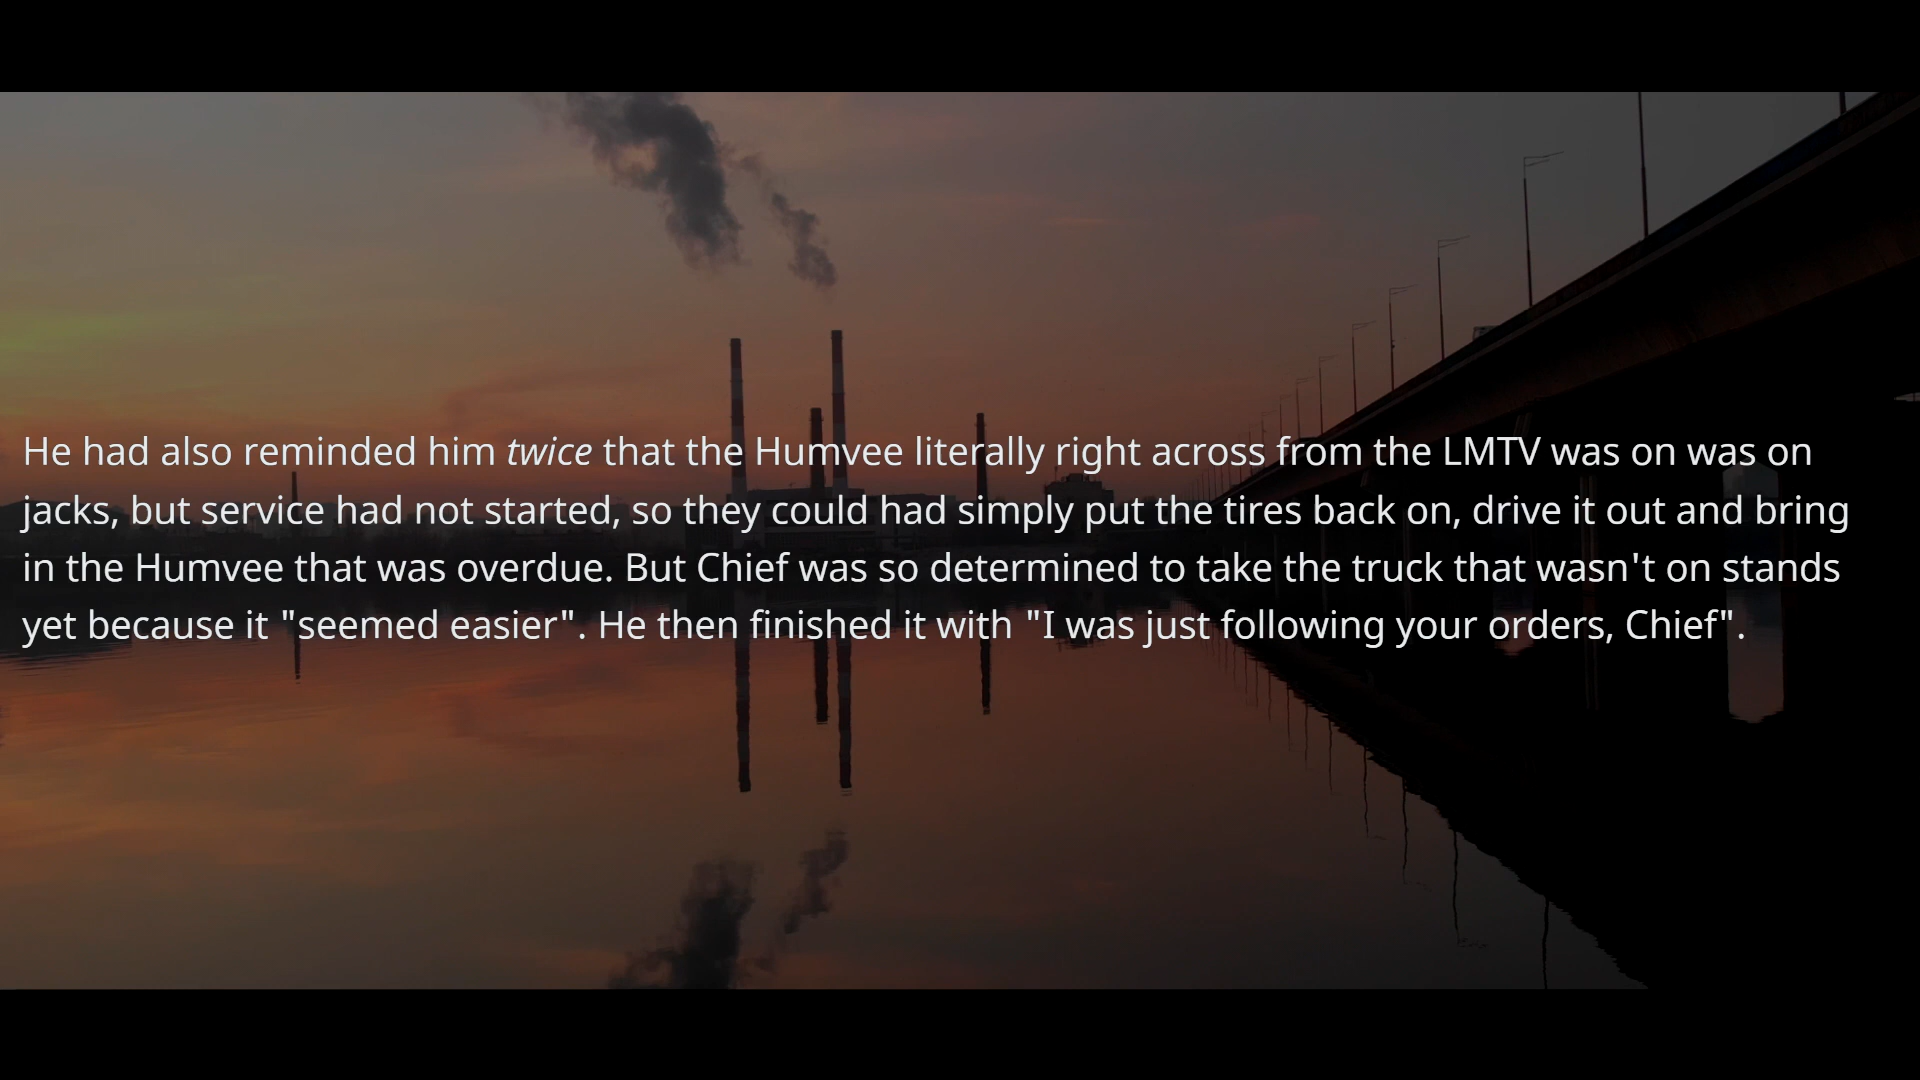 He had also reminded him twice that the Humvee literally right across from the LMTV was on was on
jacks, but service had not started, so they could had simply put the tires back on, drive it out and bring
in the Humvee that was overdue. But Chief was so determined to take the truck that wasn't on stands
yet because it "seemed easier". He then finished it with "I was just following your orders, Chief".